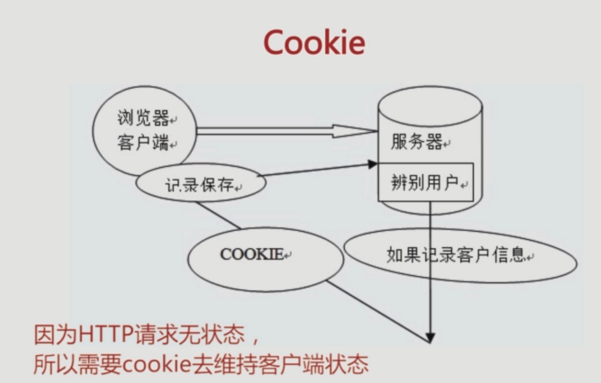 Cookie
浏览器
客户端
服务器
记录保存
辨别用户
COOKIE
如果记录客户信息
因为HTTP请求无状态，
所以需要cookie去维持客户端状态